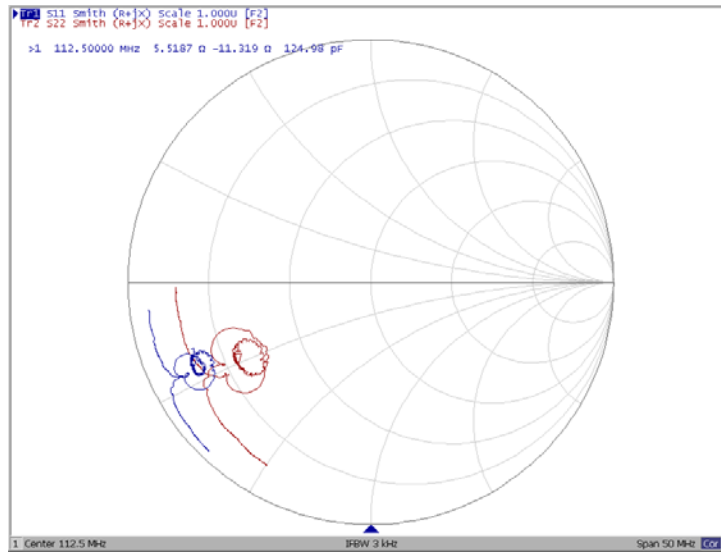 Tr1 S11 Smith (R+jX) Scale 1.000U [F2]
Tr2 S22 Smith (R+jX) Scale 1.000U [F2]
>1 112.50000 MHz 5.5187 Ω -11.319 Ω 124.98 pF
1 Center 112.5 MHz IFBW 3 kHz Span 50 MHz Cor